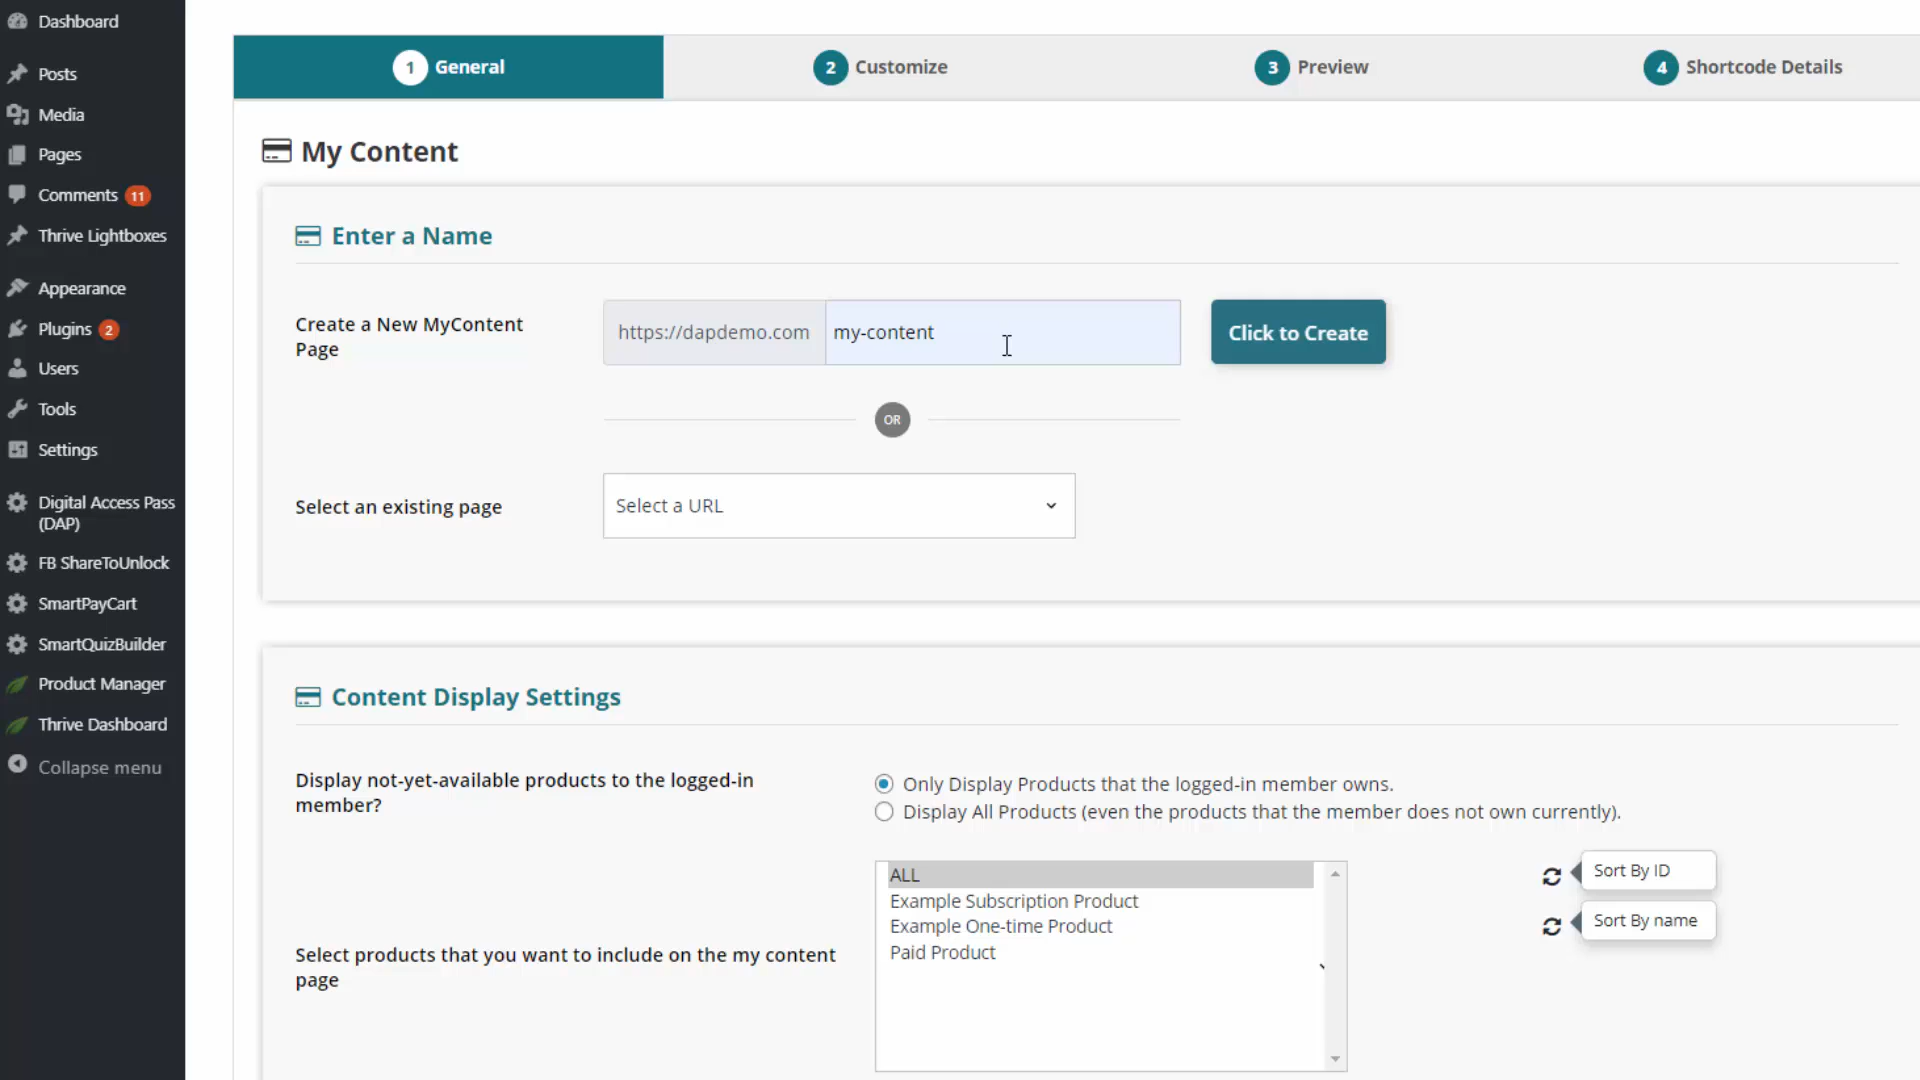 Dashboard
Posts
Media
Pages
Comments 11
Thrive Lightboxes
Appearance
Plugins 2
Users
Tools
Settings
Digital Access Pass
(DAP)
FB ShareToUnlock
SmartPayCart
SmartQuizBuilder
Product Manager
Thrive Dashboard
Collapse menu
1 General
2 Customize
3 Preview
4 Shortcode Details
My Content
Enter a Name
Create a New MyContent
Page
https://dapdemo.com
my-content
Click to Create
OR
Select an existing page
Select a URL
Content Display Settings
Display not-yet-available products to the logged-in
member?
Only Display Products that the logged-in member owns.
Display All Products (even the products that the member does not own currently).
Select products that you want to include on the my content
page
ALL
Example Subscription Product
Example One-time Product
Paid Product
Sort By ID
Sort By name